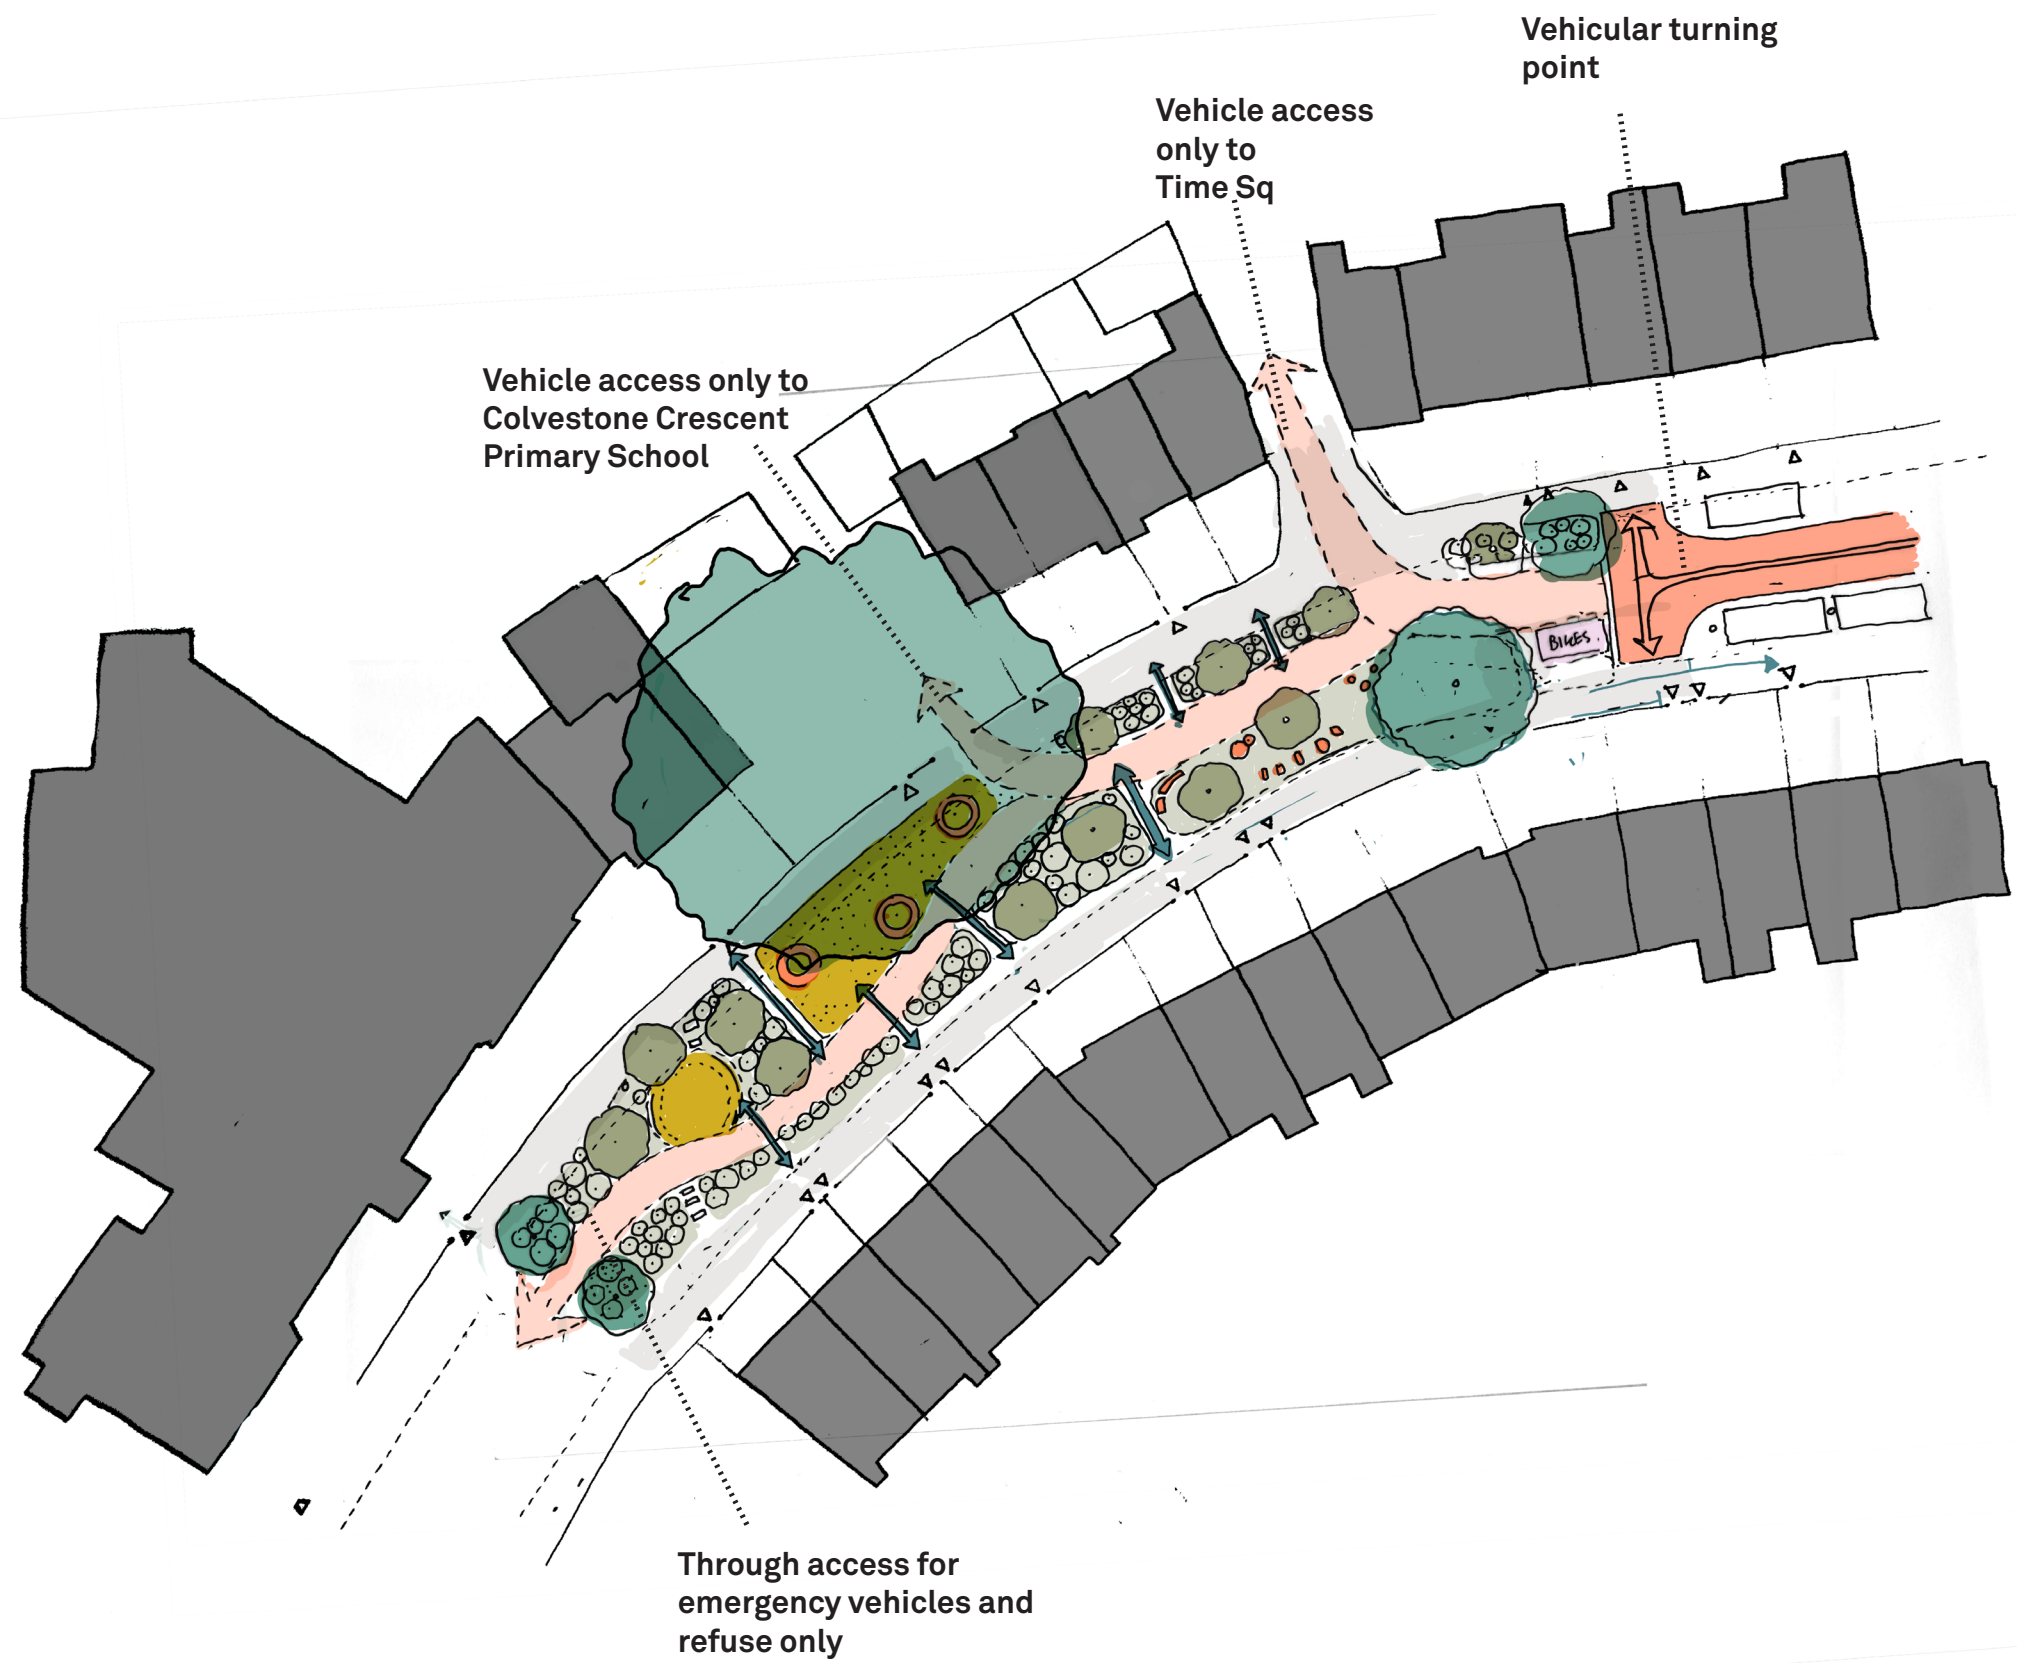 Vehicular turning
point
Vehicle access
only to
Time Sq
Vehicle access only to
Colvestone Crescent
Primary School
BIKES.
Through access for
emergency vehicles and
refuse only